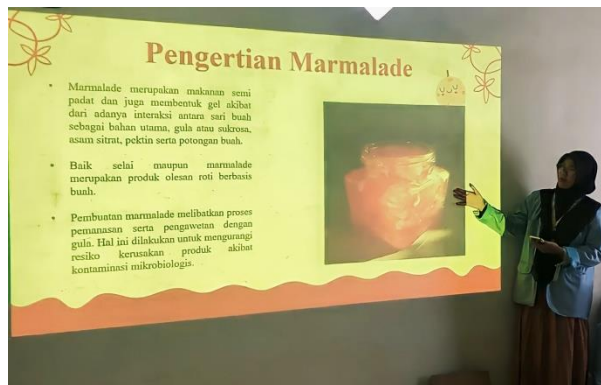 Pengertian Marmalade
• Marmalade merupakan makanan semi
padat dan juga membentuk gel akibat
dari adanya interaksi antara sari buah
sebagai bahan utama, gula atau sukrosa,
asam sitrat, pektin serta potongan buah.
• Baik selai maupun marmalade
merupakan produk olesan roti berbasis
buah.
• Pembuatan marmalade melibatkan proses
pemanasan serta pengawetan dengan
gula. Hal ini dilakukan untuk mengurangi
resiko kerusakan produk akibat
kontaminasi mikrobiologis.